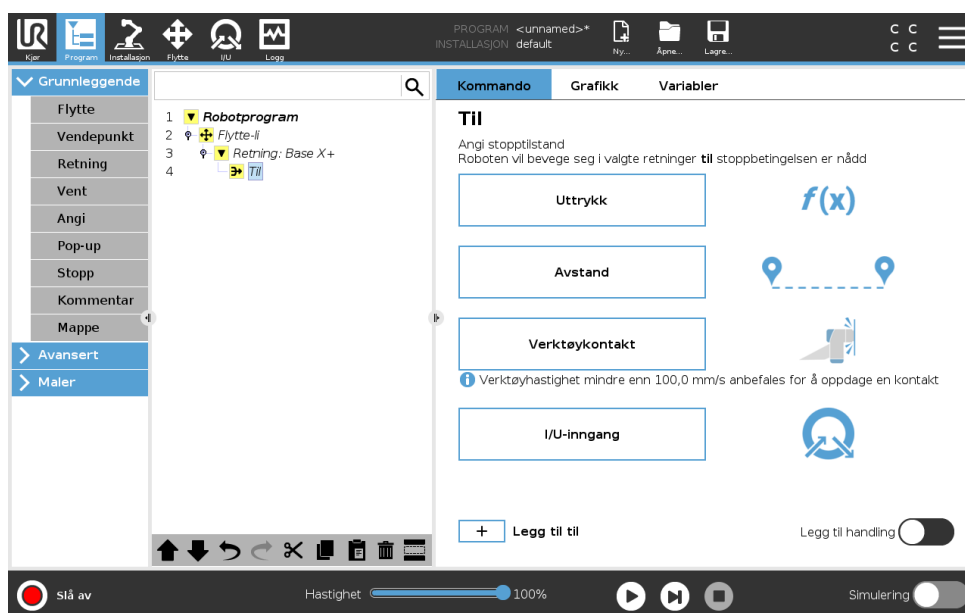 PROGRAM <unnamed>*
INSTALLASJON default
Kjør Program Installasjon Flytte I/U Logg Ny... Åpne... Lagre...
C C
C C
Grunnleggende
Flytte
Vendepunkt
Retning
Vent
Angi
Pop-up
Stopp
Kommentar
Mappe
Avansert
Maler
1 Robotprogram
2 Flytte-li
3 Retning: Base X+
4 Til
Kommando Grafikk Variabler
Til
Angi stopptilstand
Roboten vil bevege seg i valgte retninger til stoppbetingelsen er nådd
Uttrykk
f(x)
Avstand
Verktøykontakt
Verktøyhastighet mindre enn 100,0 mm/s anbefales for å oppdage en kontakt
I/U-inngang
+ Legg til til
Legg til handling
Slå av
Hastighet 100%
Simulering